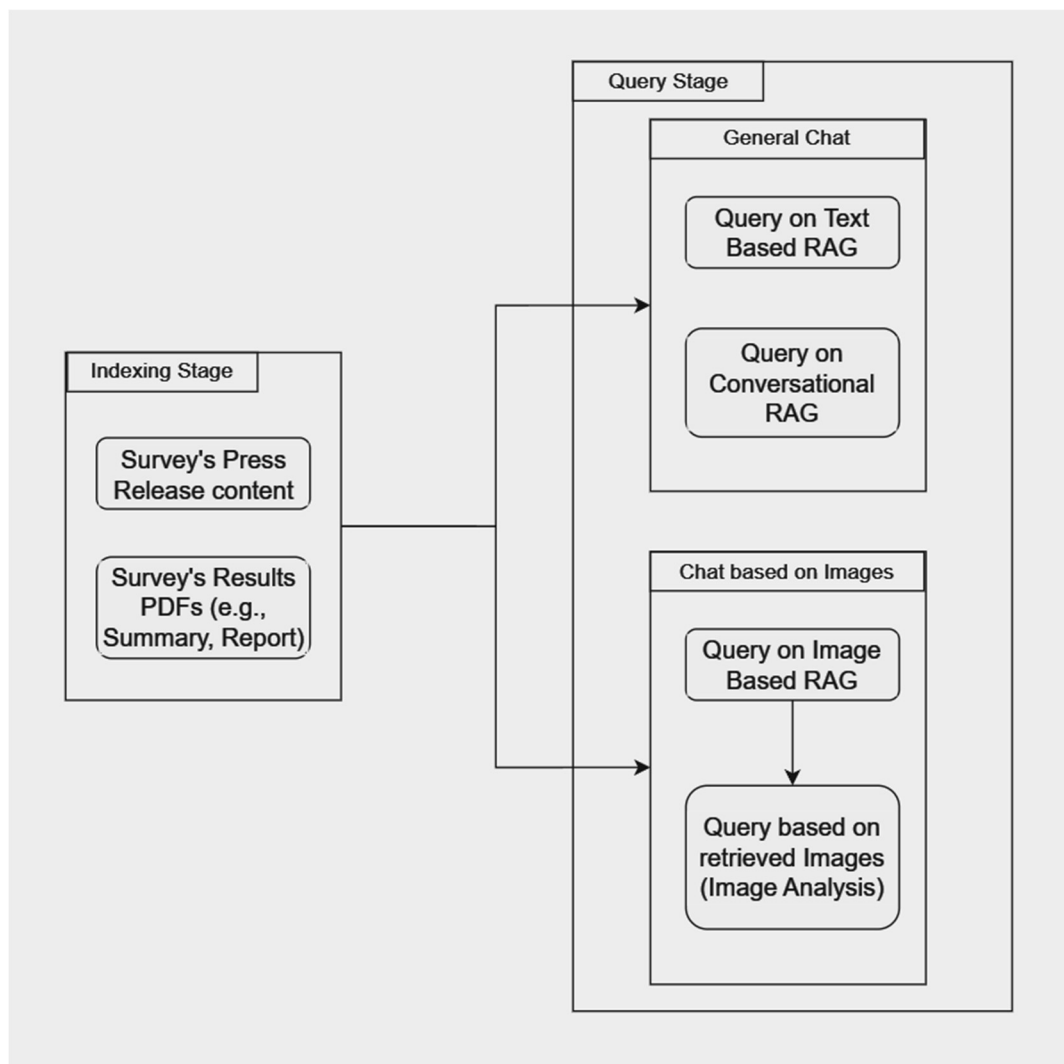 Query Stage
General Chat
Query on Text
Based RAG
Query on
Conversational
RAG
Indexing Stage
Survey's Press
Release content
Survey's Results
PDFs (e.g.,
Summary, Report)
Chat based on Images
Query on Image
Based RAG
Query based on
retrieved Images
(Image Analysis)